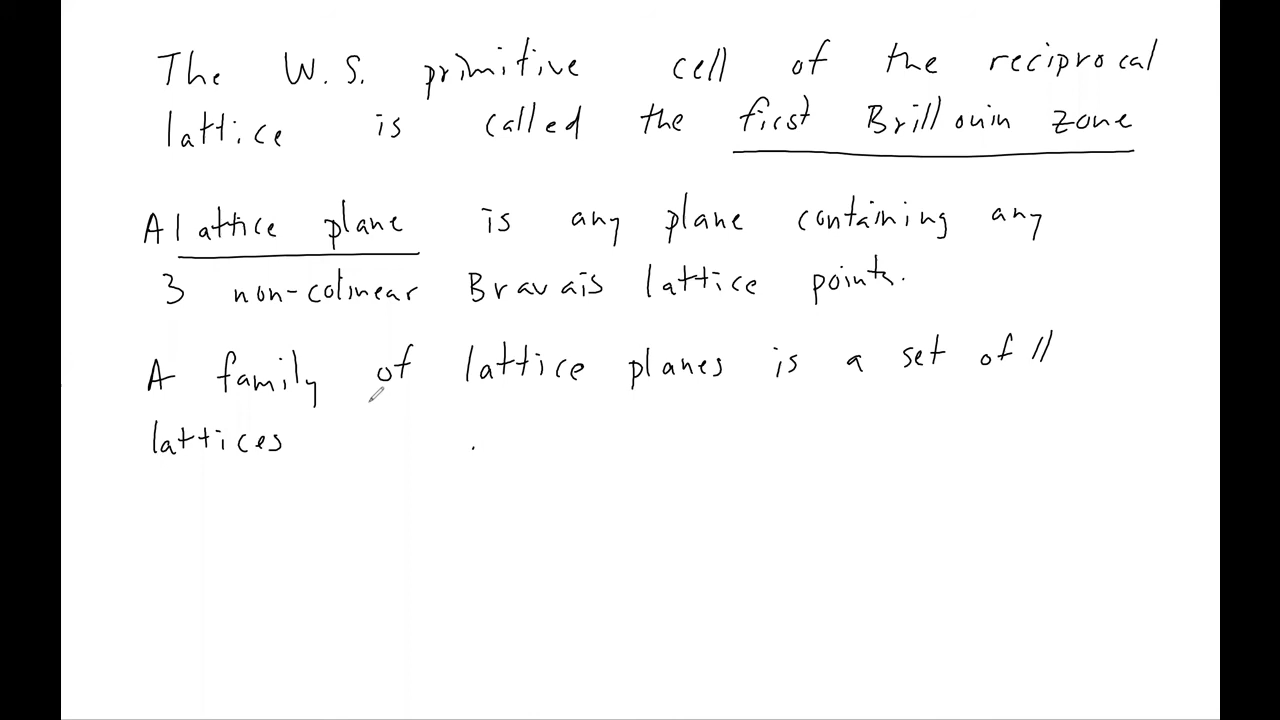 The W.S. primitive cell of the reciprocal
lattice is called the first Brillouin zone
A lattice plane is any plane containing any
3 non-colinear Bravais lattice points.
A family of lattice planes is a set of //
lattices